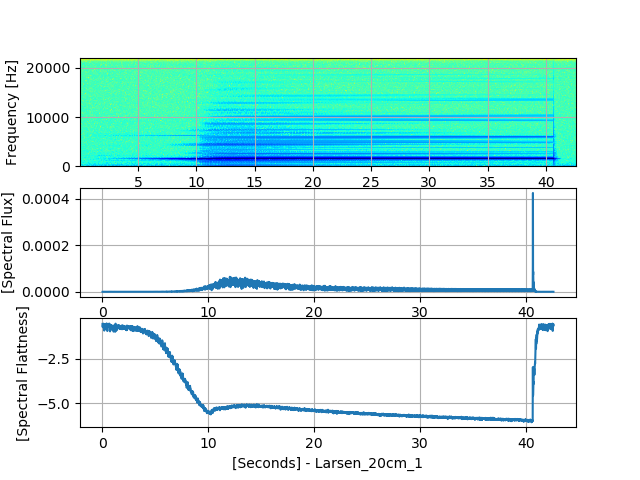 Frequency [Hz]
20000
10000
0
5 10 15 20 25 30 35 40
[Spectral Flux]
0.0004
0.0002
0.0000
0 10 20 30 40
[Spectral Flattness]
−2.5
−5.0
0 10 20 30 40
[Seconds] - Larsen_20cm_1